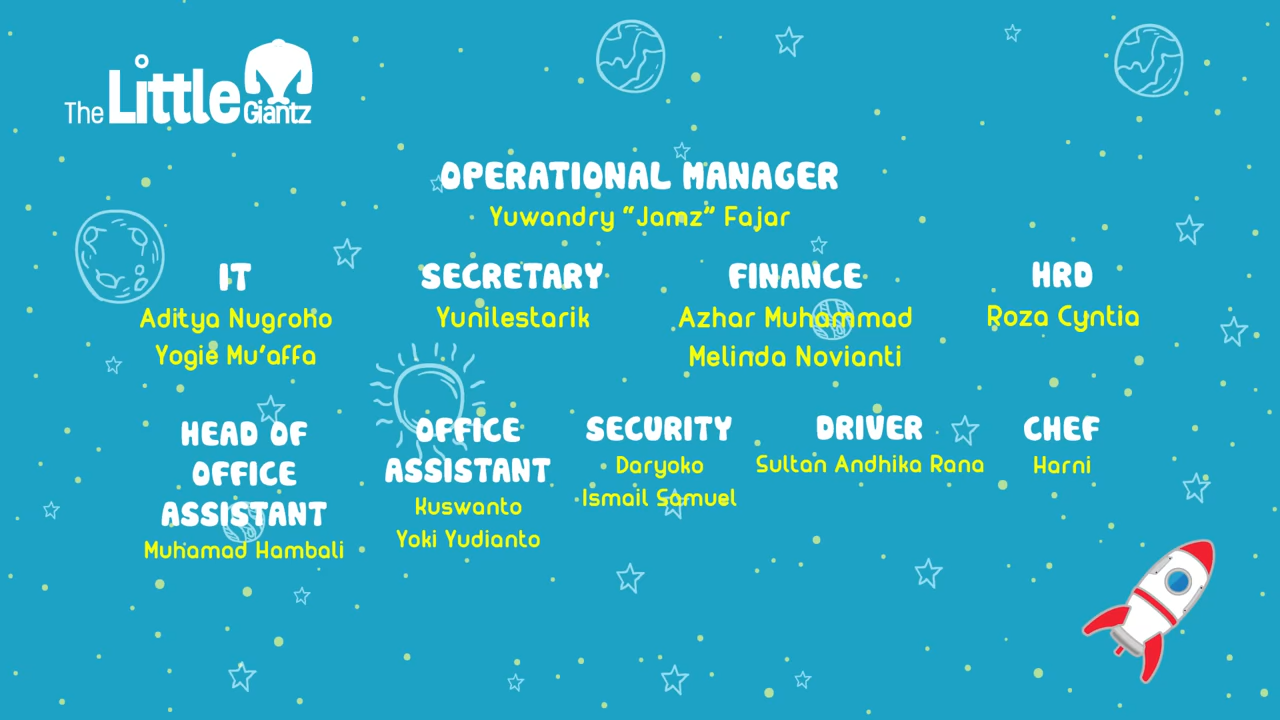 The Little Giantz
OPERATIONAL MANAGER
Yuwandry "Jamz" Fajar
IT
Aditya Nugroho
Yogie Mu'affa
SECRETARY
Yunilestarik
FINANCE
Azhar Muhammad
Melinda Novianti
HRD
Roza Cyntia
HEAD OF
OFFICE
ASSISTANT
Muhamad Hambali
OFFICE
ASSISTANT
Kuswanto
Yoki Yudianto
SECURITY
Daryoko
Ismail Samuel
DRIVER
Sultan Andhika Rana
CHEF
Harni